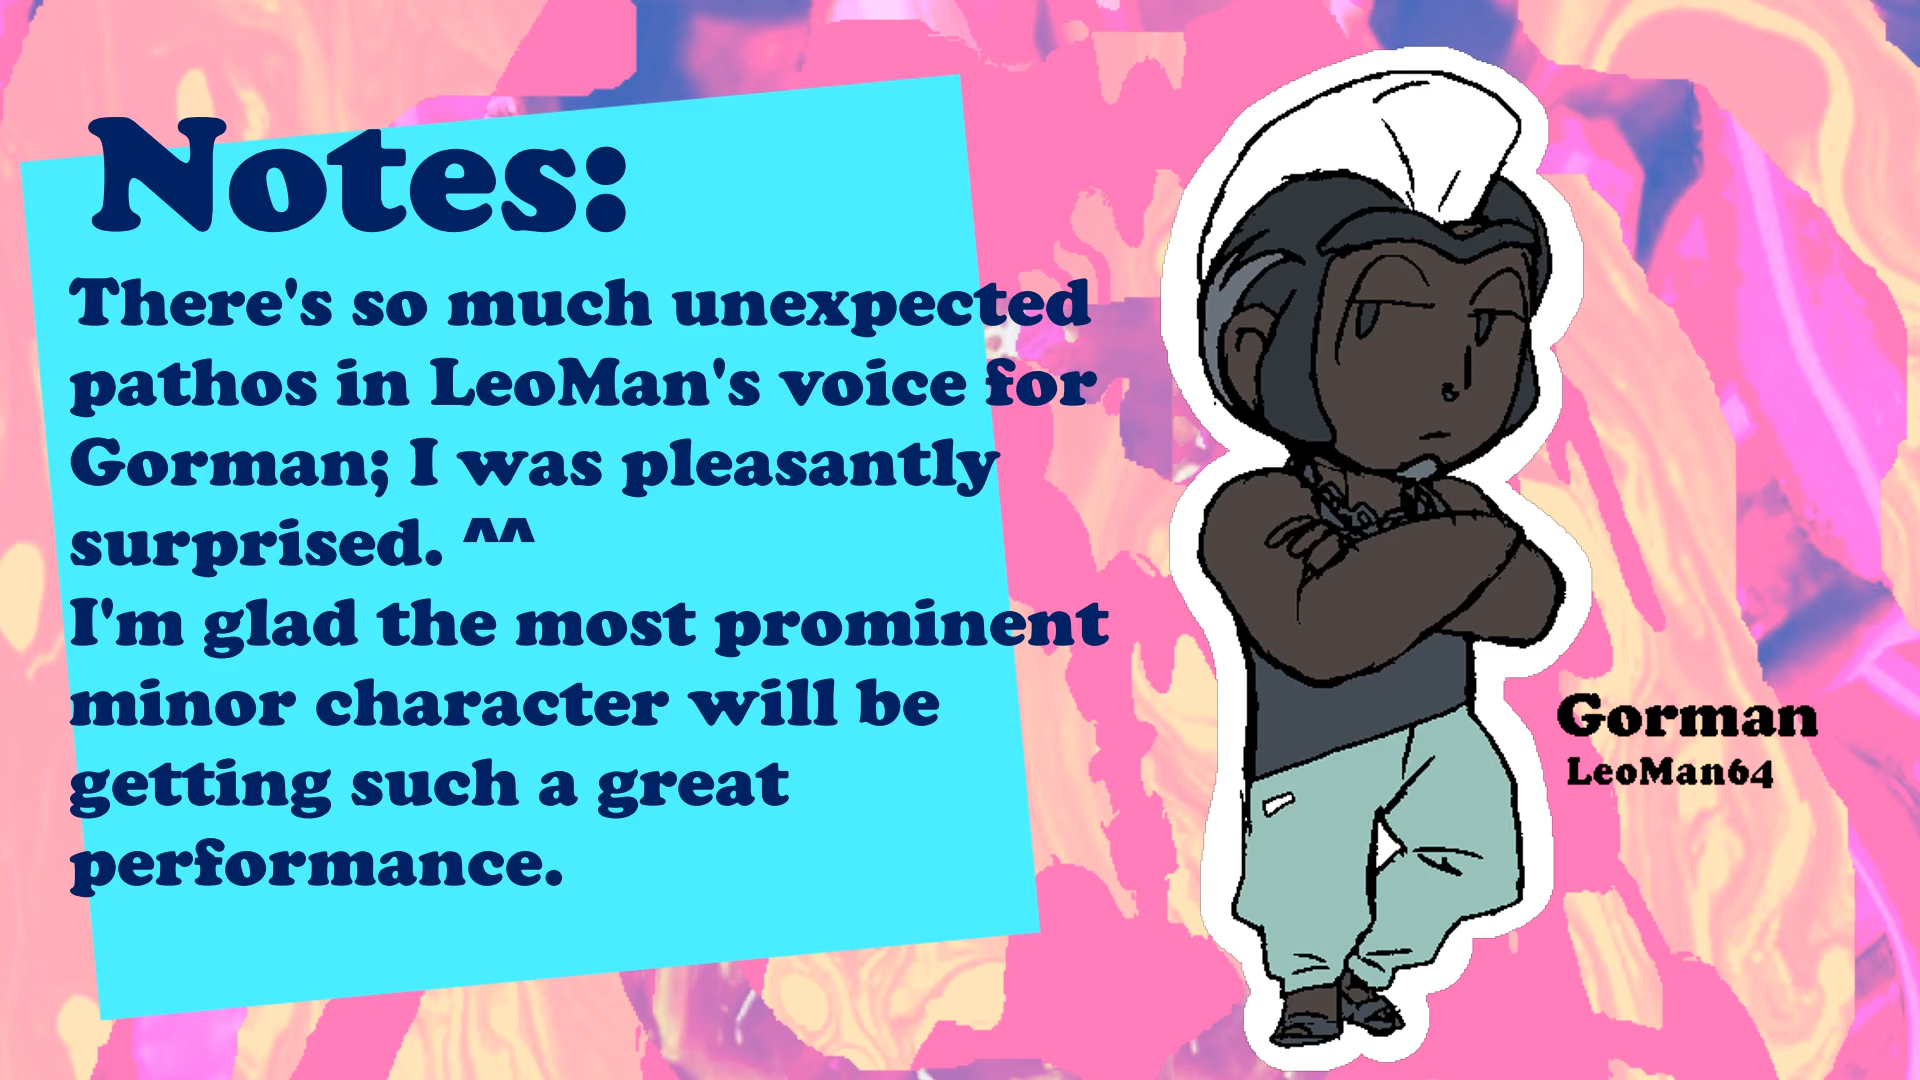 Notes:
There's so much unexpected
pathos in LeoMan's voice for
Gorman; I was pleasantly
surprised. ^^
I'm glad the most prominent
minor character will be
getting such a great
performance.
Gorman
LeoMan64